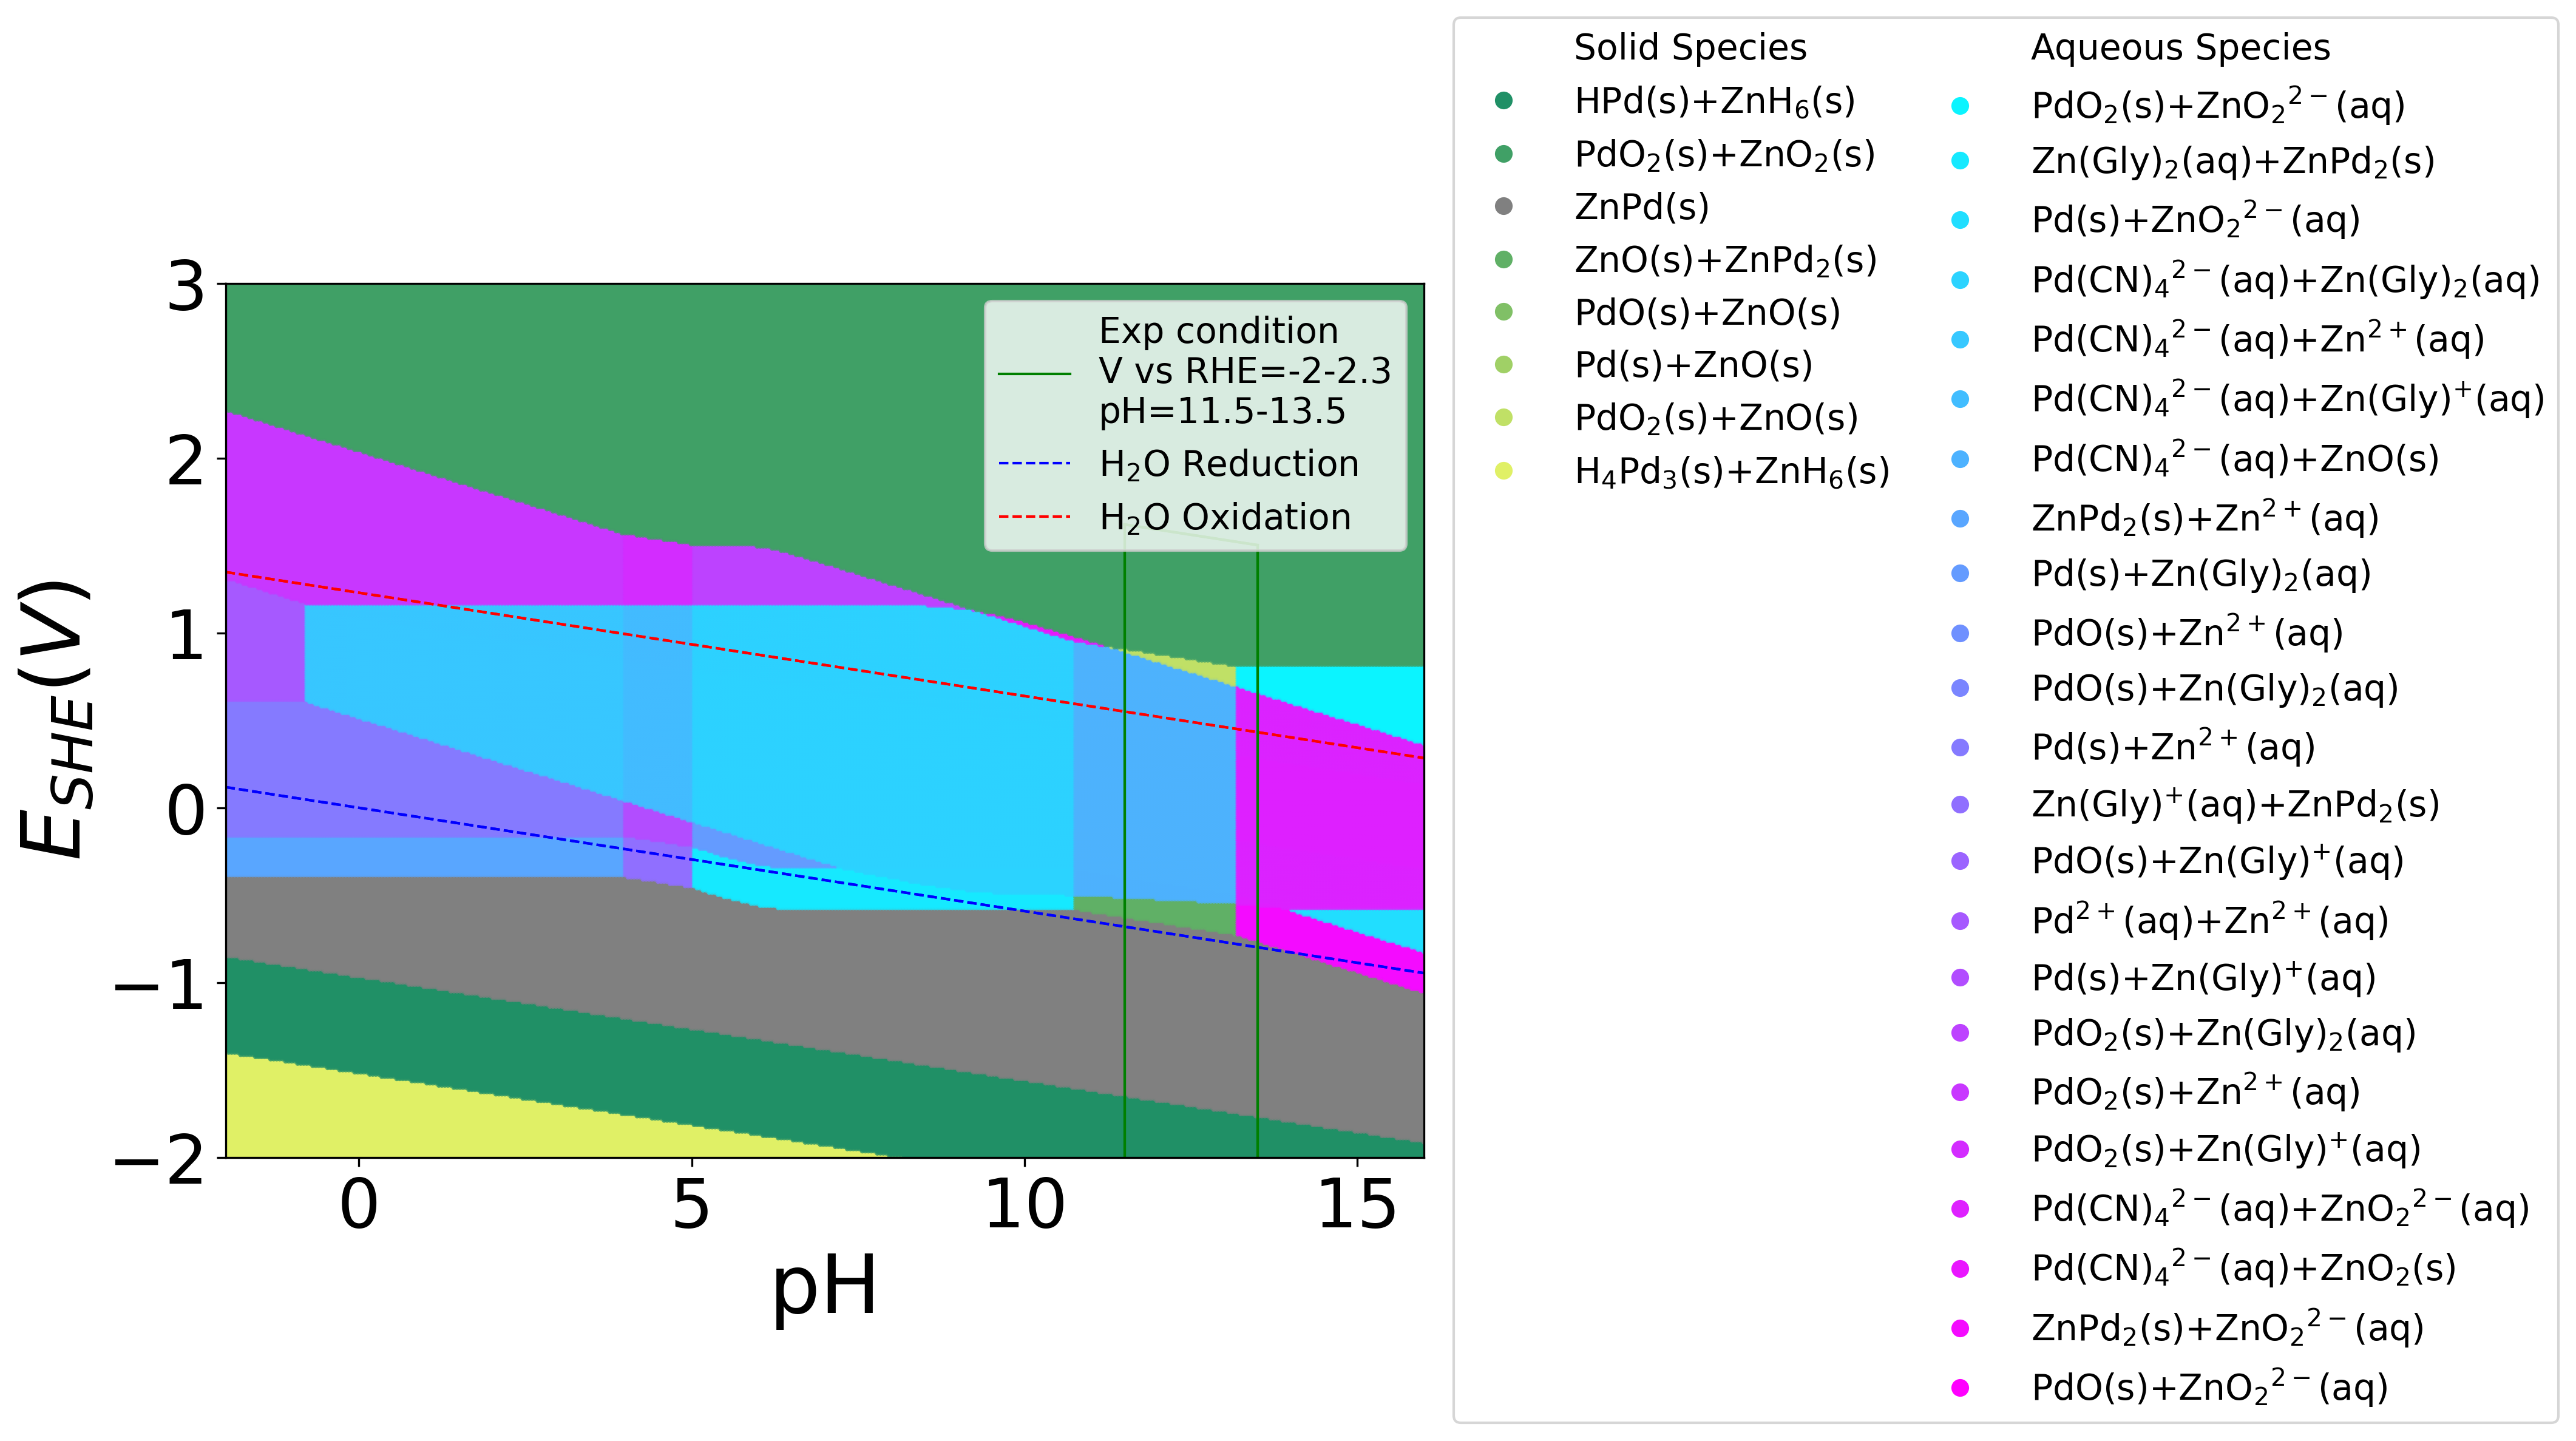 Solid Species
HPd(s)+ZnH₆(s)
PdO₂(s)+ZnO₂(s)
ZnPd(s)
ZnO(s)+ZnPd₂(s)
PdO(s)+ZnO(s)
Pd(s)+ZnO(s)
PdO₂(s)+ZnO(s)
H₄Pd₃(s)+ZnH₆(s)
Aqueous Species
PdO₂(s)+ZnO₂²⁻(aq)
Zn(Gly)₂(aq)+ZnPd₂(s)
Pd(s)+ZnO₂²⁻(aq)
Pd(CN)₄²⁻(aq)+Zn(Gly)₂(aq)
Pd(CN)₄²⁻(aq)+Zn²⁺(aq)
Pd(CN)₄²⁻(aq)+Zn(Gly)⁺(aq)
Pd(CN)₄²⁻(aq)+ZnO(s)
ZnPd₂(s)+Zn²⁺(aq)
Pd(s)+Zn(Gly)₂(aq)
PdO(s)+Zn²⁺(aq)
PdO(s)+Zn(Gly)₂(aq)
Pd(s)+Zn²⁺(aq)
Zn(Gly)⁺(aq)+ZnPd₂(s)
PdO(s)+Zn(Gly)⁺(aq)
Pd²⁺(aq)+Zn²⁺(aq)
Pd(s)+Zn(Gly)⁺(aq)
PdO₂(s)+Zn(Gly)₂(aq)
PdO₂(s)+Zn²⁺(aq)
PdO₂(s)+Zn(Gly)⁺(aq)
Pd(CN)₄²⁻(aq)+ZnO₂²⁻(aq)
Pd(CN)₄²⁻(aq)+ZnO₂(s)
ZnPd₂(s)+ZnO₂²⁻(aq)
PdO(s)+ZnO₂²⁻(aq)
Exp condition
V vs RHE=-2-2.3
pH=11.5-13.5
H₂O Reduction
H₂O Oxidation
3
2
1
0
−1
−2
E_SHE(V)
0 5 10 15
pH